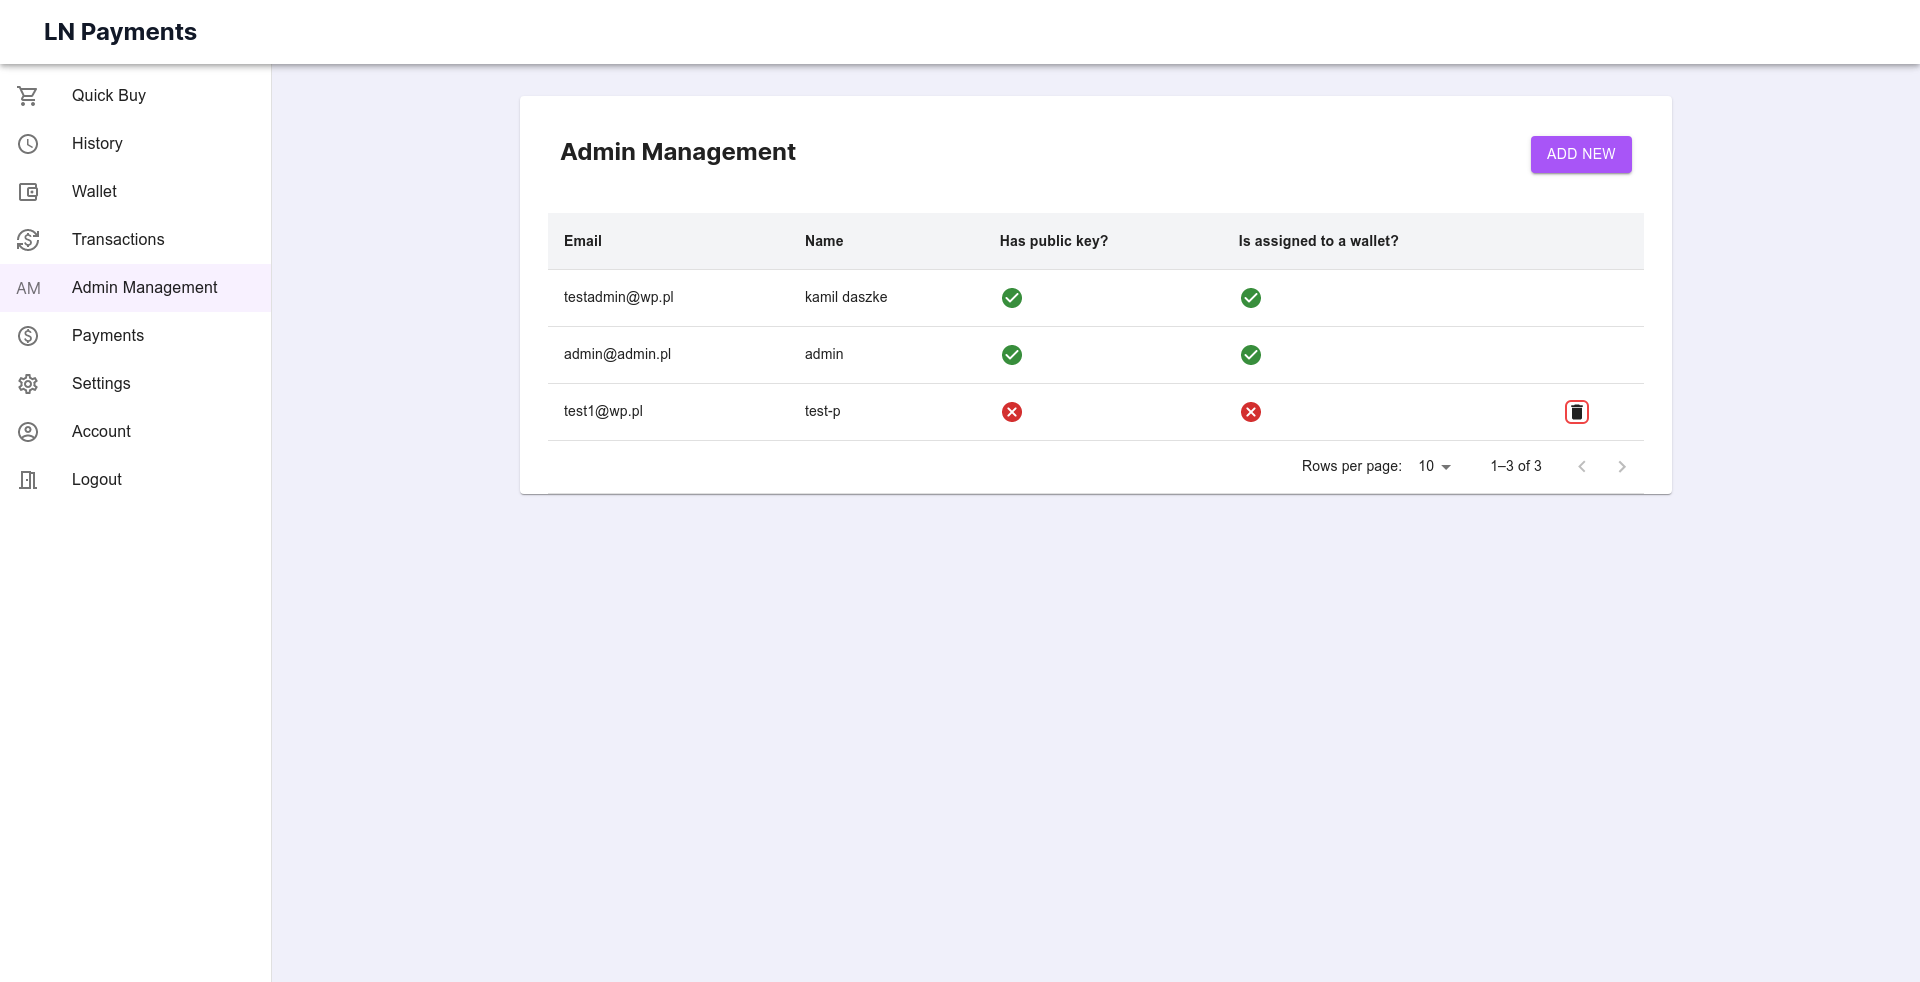 LN Payments
Quick Buy
History
Wallet
Transactions
AM Admin Management
Payments
Settings
Account
Logout
Admin Management
ADD NEW
Email Name Has public key? Is assigned to a wallet?
testadmin@wp.pl kamil daszke
admin@admin.pl admin
test1@wp.pl test-p
Rows per page: 10 1–3 of 3